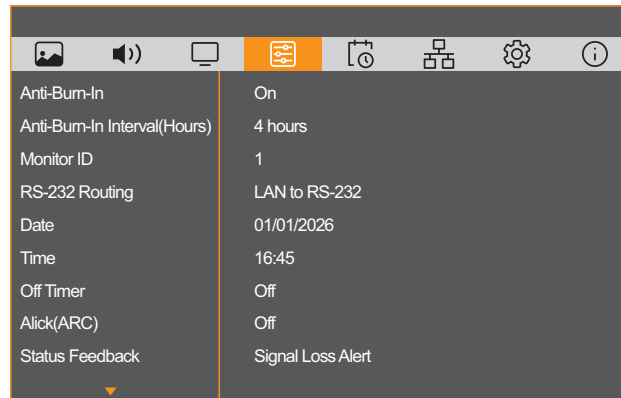 Anti-Burn-In On
Anti-Burn-In Interval(Hours) 4 hours
Monitor ID 1
RS-232 Routing LAN to RS-232
Date 01/01/2026
Time 16:45
Off Timer Off
Alick(ARC) Off
Status Feedback Signal Loss Alert